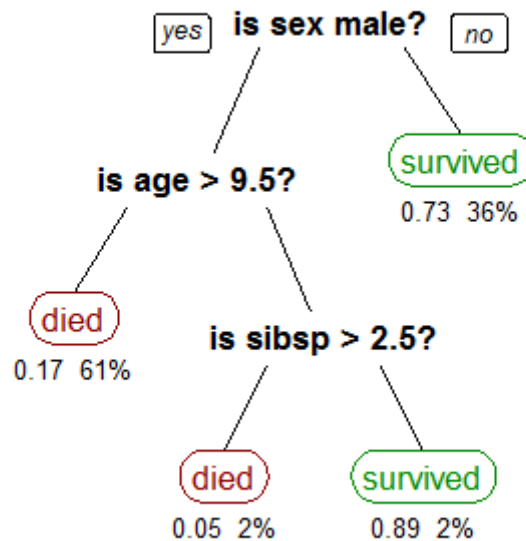 yes is sex male? no
survived
is age > 9.5?
0.73 36%
died
is sibsp > 2.5?
0.17 61%
died survived
0.05 2% 0.89 2%